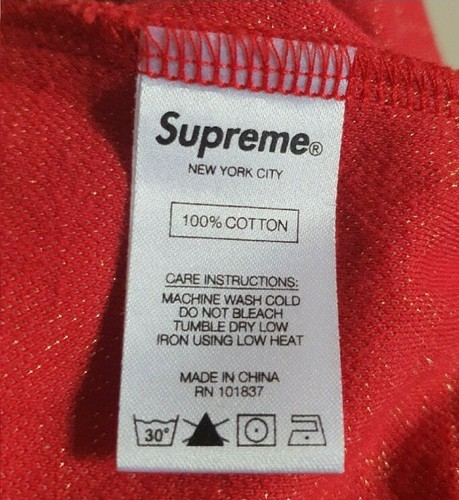 Supreme®
NEW YORK CITY
100% COTTON
CARE INSTRUCTIONS:
MACHINE WASH COLD
DO NOT BLEACH
TUMBLE DRY LOW
IRON USING LOW HEAT
MADE IN CHINA
RN 101837
30°